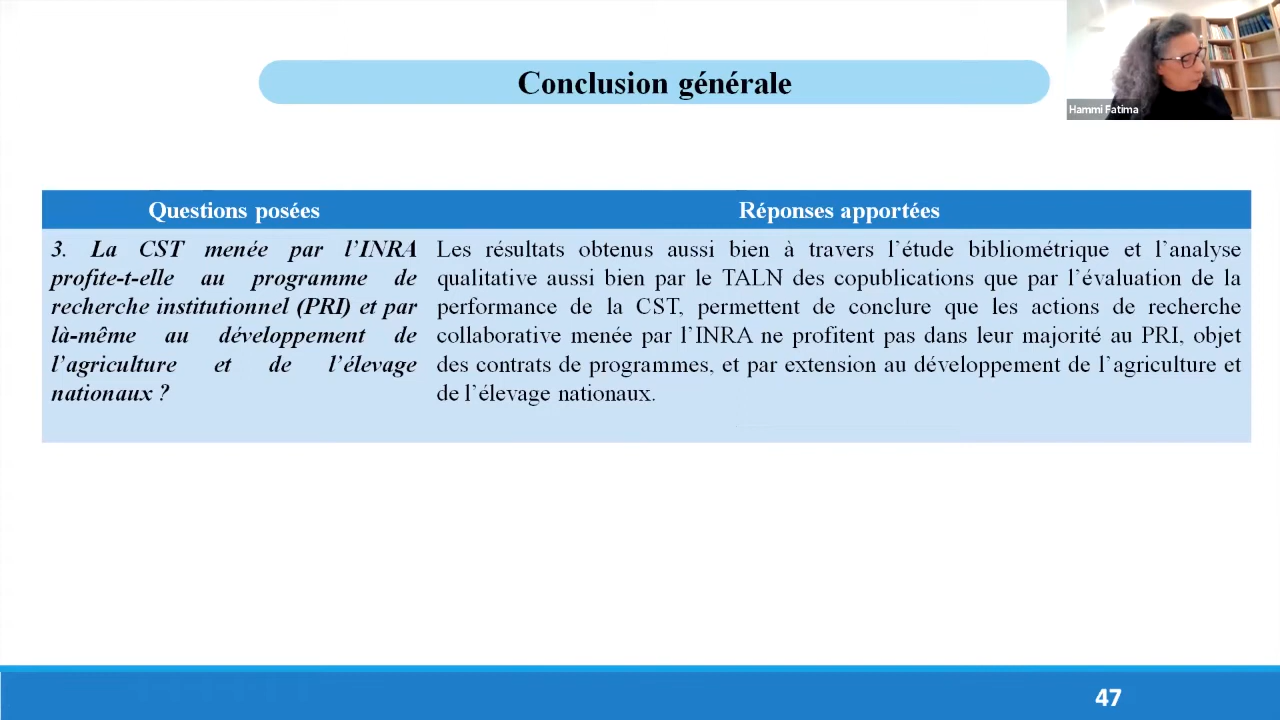 Conclusion générale
Hammi Fatima
Questions posées
Réponses apportées
3. La CST menée par l’INRA
profite-t-elle au programme de
recherche institutionnel (PRI) et par
là-même au développement de
l’agriculture et de l’élevage
nationaux ?
Les résultats obtenus aussi bien à travers l’étude bibliométrique et l’analyse
qualitative aussi bien par le TALN des copublications que par l’évaluation de la
performance de la CST, permettent de conclure que les actions de recherche
collaborative menée par l’INRA ne profitent pas dans leur majorité au PRI, objet
des contrats de programmes, et par extension au développement de l’agriculture et
de l’élevage nationaux.
47